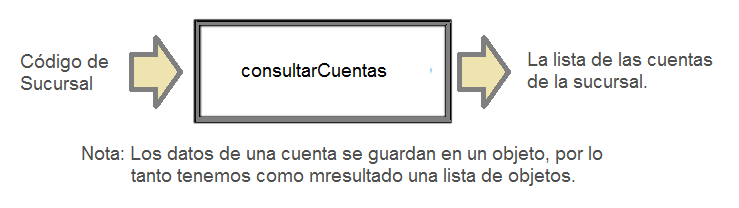 Código de
Sucursal
consultarCuentas
La lista de las cuentas
de la sucursal.
Nota: Los datos de una cuenta se guardan en un objeto, por lo
tanto tenemos como mresultado una lista de objetos.